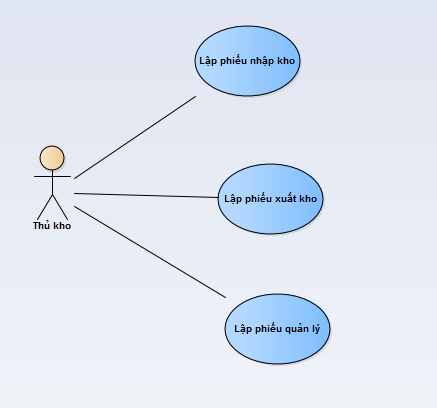 Lập phiếu nhập kho
Lập phiếu xuất kho
Thủ kho
Lập phiếu quản lý